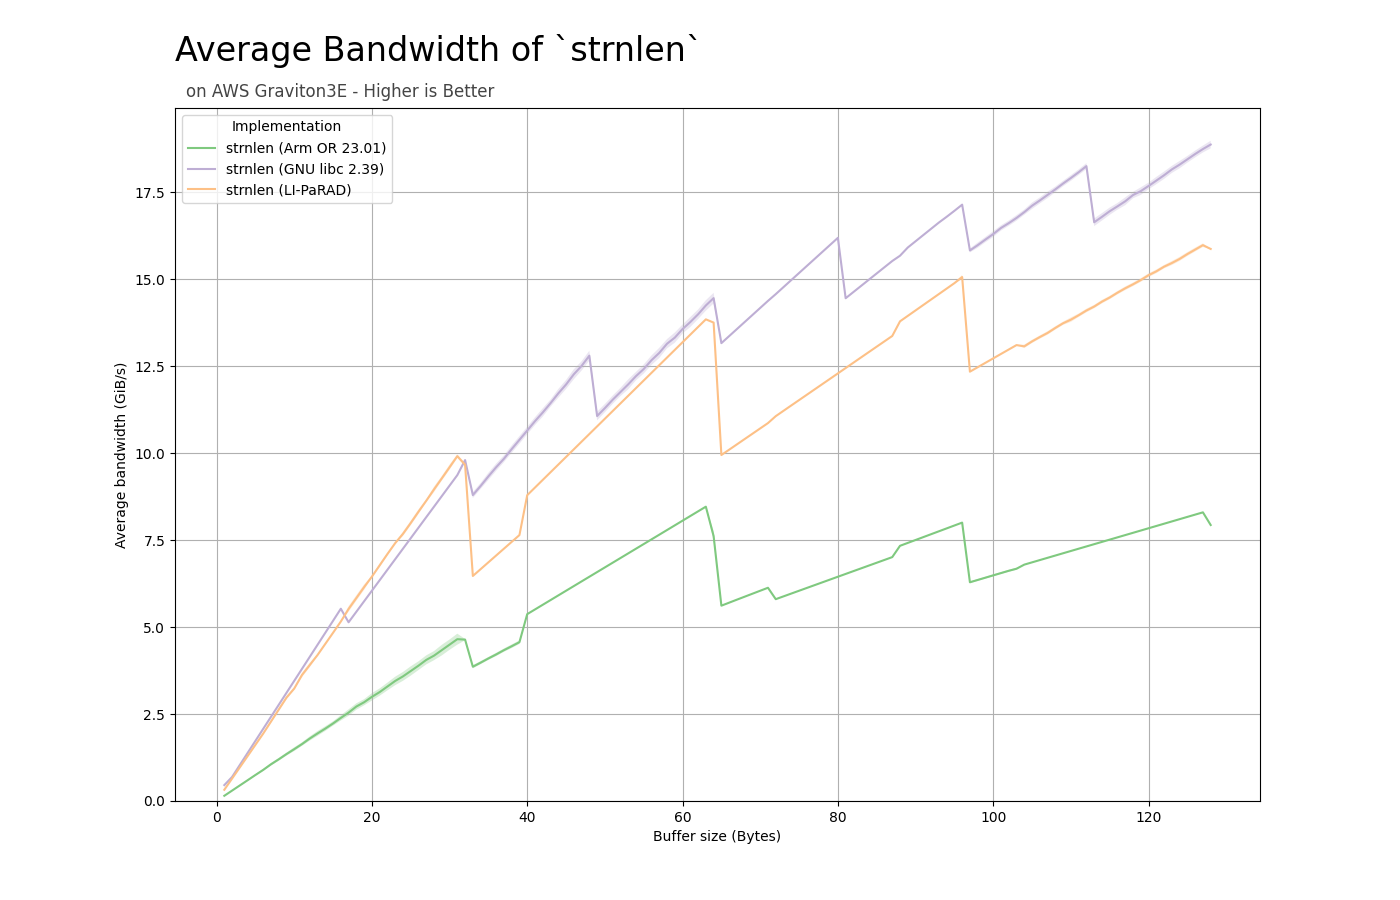 Average Bandwidth of `strnlen`
on AWS Graviton3E - Higher is Better
Implementation
strnlen (Arm OR 23.01)
strnlen (GNU libc 2.39)
strnlen (LI-PaRAD)
17.5
15.0
12.5
10.0
7.5
5.0
2.5
0.0
Average bandwidth (GiB/s)
0 20 40 60 80 100 120
Buffer size (Bytes)